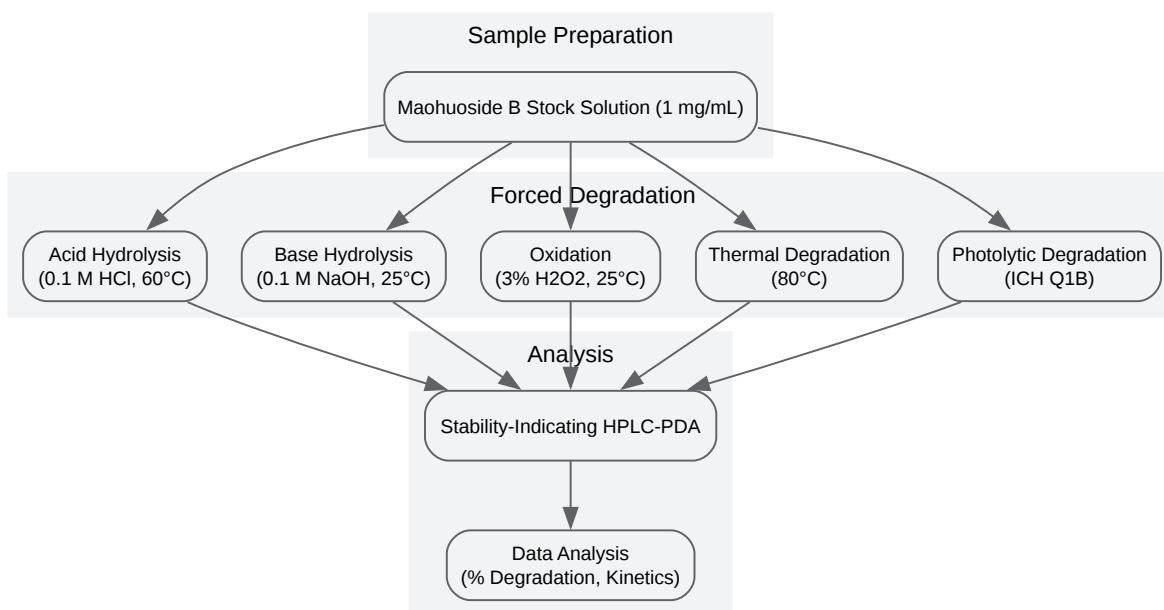 Sample Preparation
Maohuoside B Stock Solution (1 mg/mL)
Forced Degradation
Acid Hydrolysis
(0.1 M HCl, 60°C)
Base Hydrolysis
(0.1 M NaOH, 25°C)
Oxidation
(3% H2O2, 25°C)
Thermal Degradation
(80°C)
Photolytic Degradation
(ICH Q1B)
Analysis
Stability-Indicating HPLC-PDA
Data Analysis
(% Degradation, Kinetics)